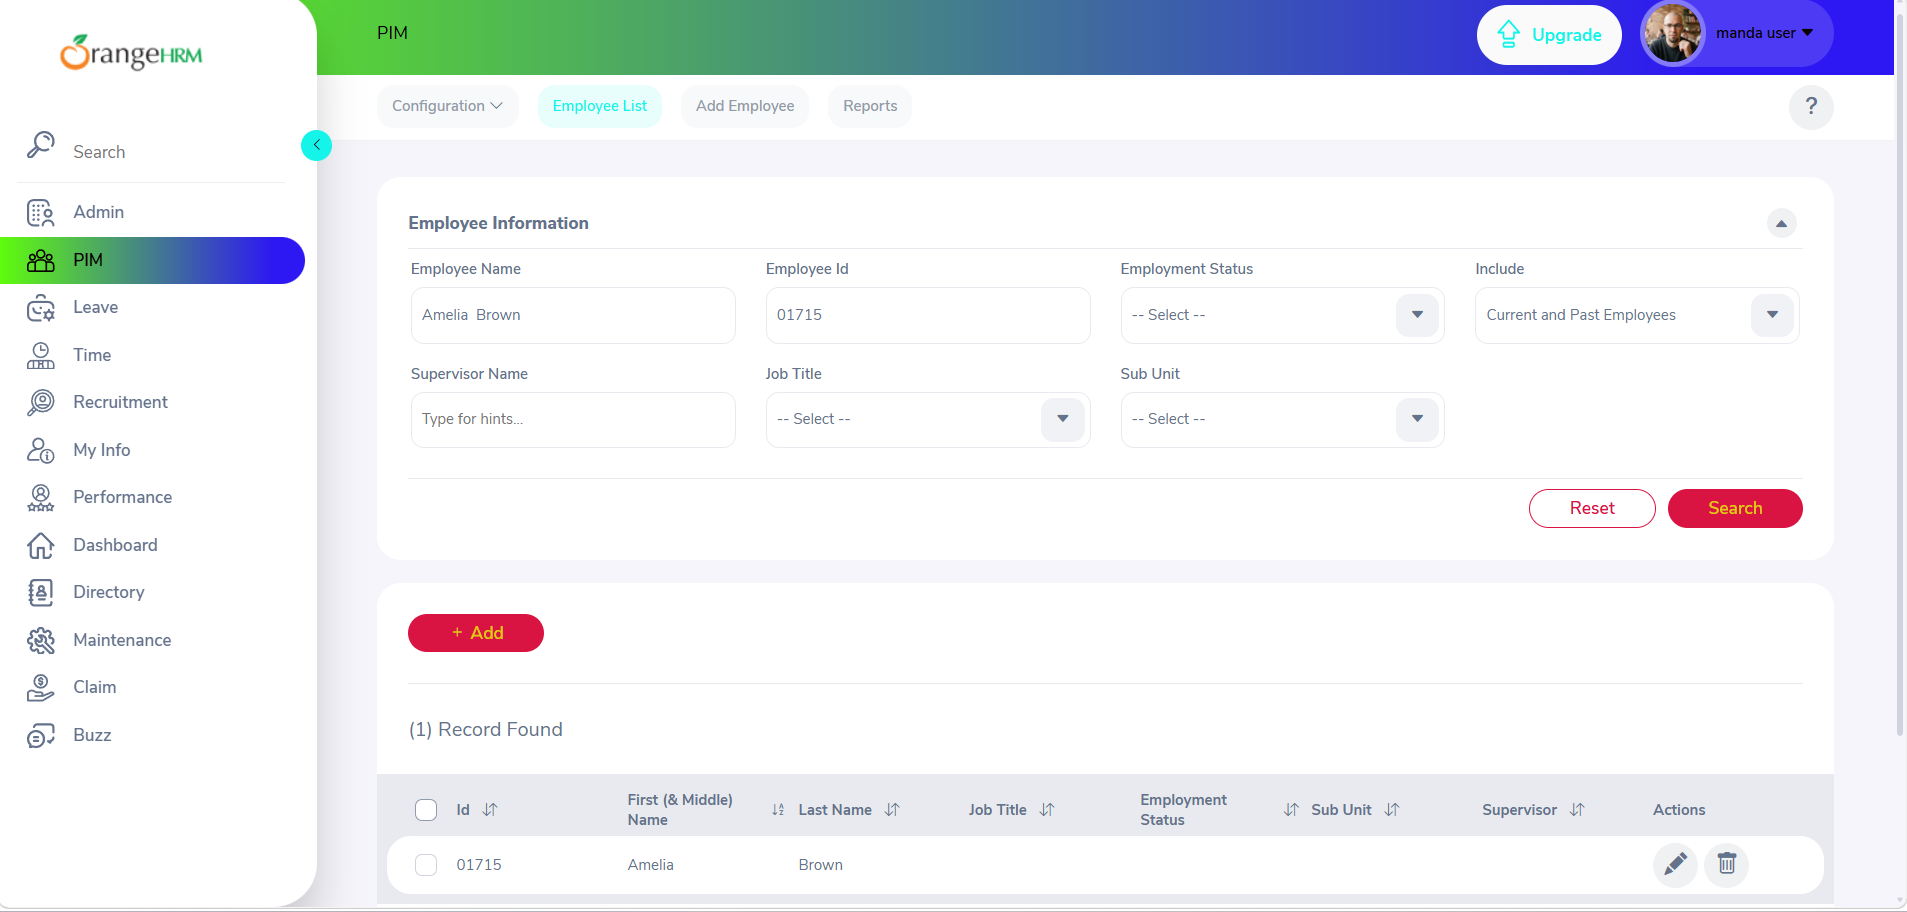 OrangeHRM
Search
Admin
PIM
Leave
Time
Recruitment
My Info
Performance
Dashboard
Directory
Maintenance
Claim
Buzz
PIM
Upgrade
manda user
Configuration
Employee List
Add Employee
Reports
?
Employee Information
Employee Name
Employee Id
Employment Status
Include
Amelia  Brown
01715
-- Select --
Current and Past Employees
Supervisor Name
Job Title
Sub Unit
Type for hints...
-- Select --
-- Select --
Reset
Search
+ Add
(1) Record Found
Id
First (& Middle)
Name
Last Name
Job Title
Employment
Status
Sub Unit
Supervisor
Actions
01715
Amelia
Brown